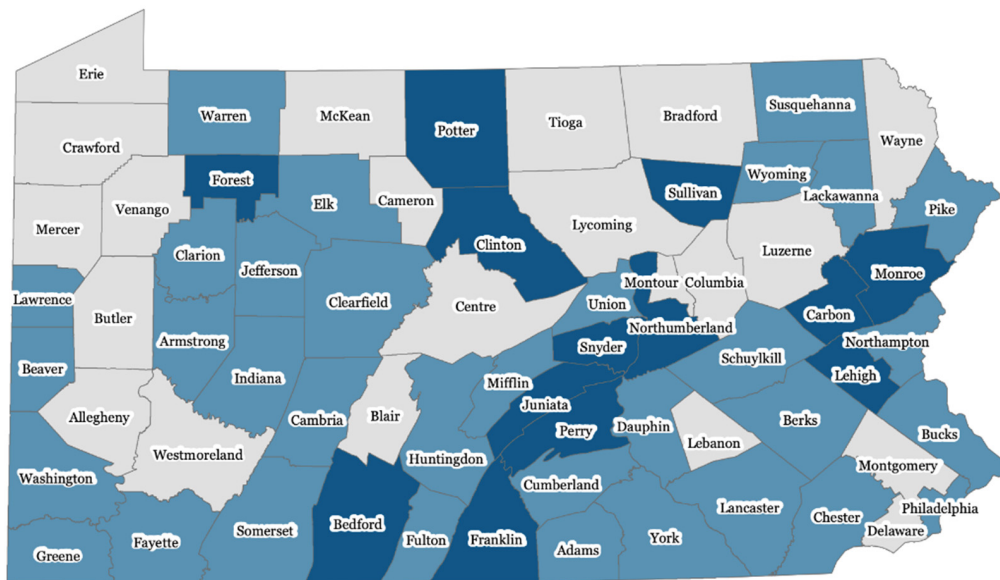 Erie
Warren
McKean
Potter
Tioga
Bradford
Susquehanna
Wayne
Crawford
Forest
Elk
Cameron
Sullivan
Wyoming
Lackawanna
Pike
Mercer
Venango
Clarion
Jefferson
Clearfield
Clinton
Lycoming
Luzerne
Monroe
Lawrence
Butler
Armstrong
Centre
Union
Montour
Columbia
Carbon
Northumberland
Northampton
Beaver
Indiana
Snyder
Schuylkill
Lehigh
Allegheny
Westmoreland
Cambria
Blair
Mifflin
Juniata
Perry
Dauphin
Lebanon
Berks
Bucks
Washington
Huntingdon
Cumberland
Montgomery
Greene
Fayette
Somerset
Bedford
Fulton
Franklin
Adams
York
Lancaster
Chester
Philadelphia
Delaware